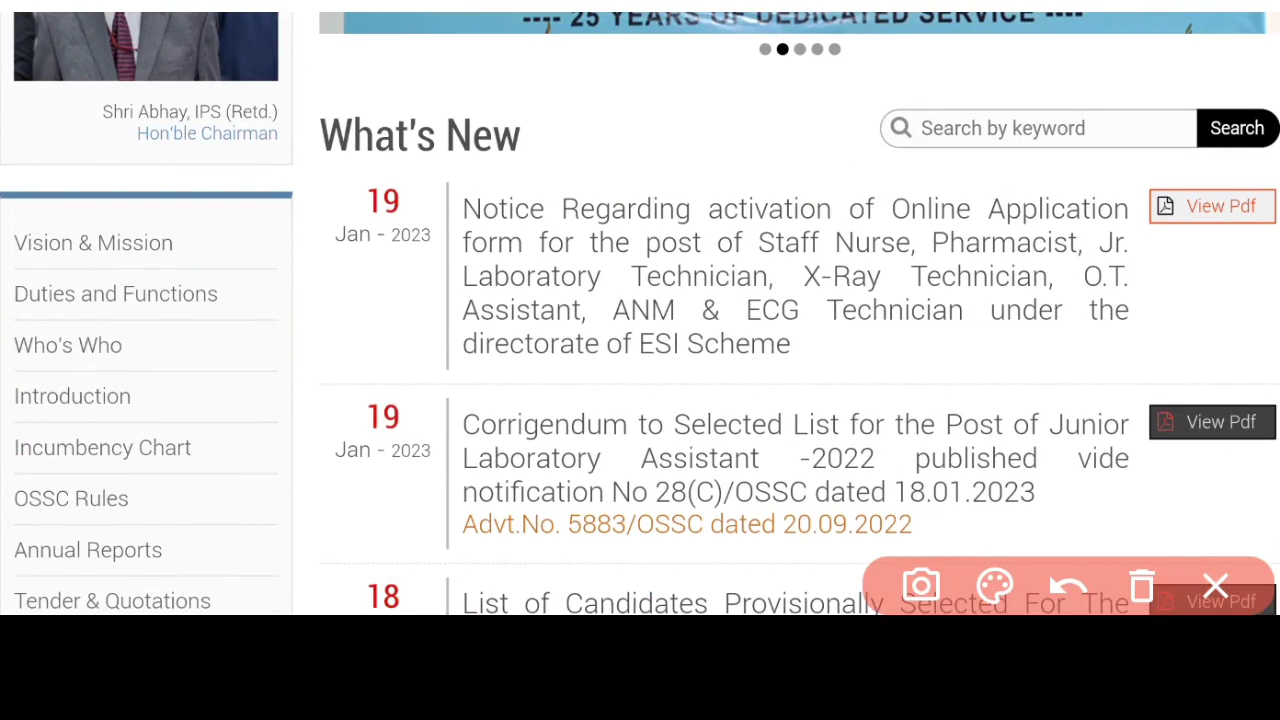 ---- 25 YEARS OF DEDICATED SERVICE ----
Shri Abhay, IPS (Retd.)
Hon'ble Chairman
Vision & Mission
Duties and Functions
Who's Who
Introduction
Incumbency Chart
OSSC Rules
Annual Reports
Tender & Quotations
What's New
Search by keyword
Search
19
Jan - 2023
Notice Regarding activation of Online Application
form for the post of Staff Nurse, Pharmacist, Jr.
Laboratory Technician, X-Ray Technician, O.T.
Assistant, ANM & ECG Technician under the
directorate of ESI Scheme
View Pdf
19
Jan - 2023
Corrigendum to Selected List for the Post of Junior
Laboratory Assistant -2022 published vide
notification No 28(C)/OSSC dated 18.01.2023
Advt.No. 5883/OSSC dated 20.09.2022
View Pdf
18
List of Candidates Provisionally Selected For The
View Pdf